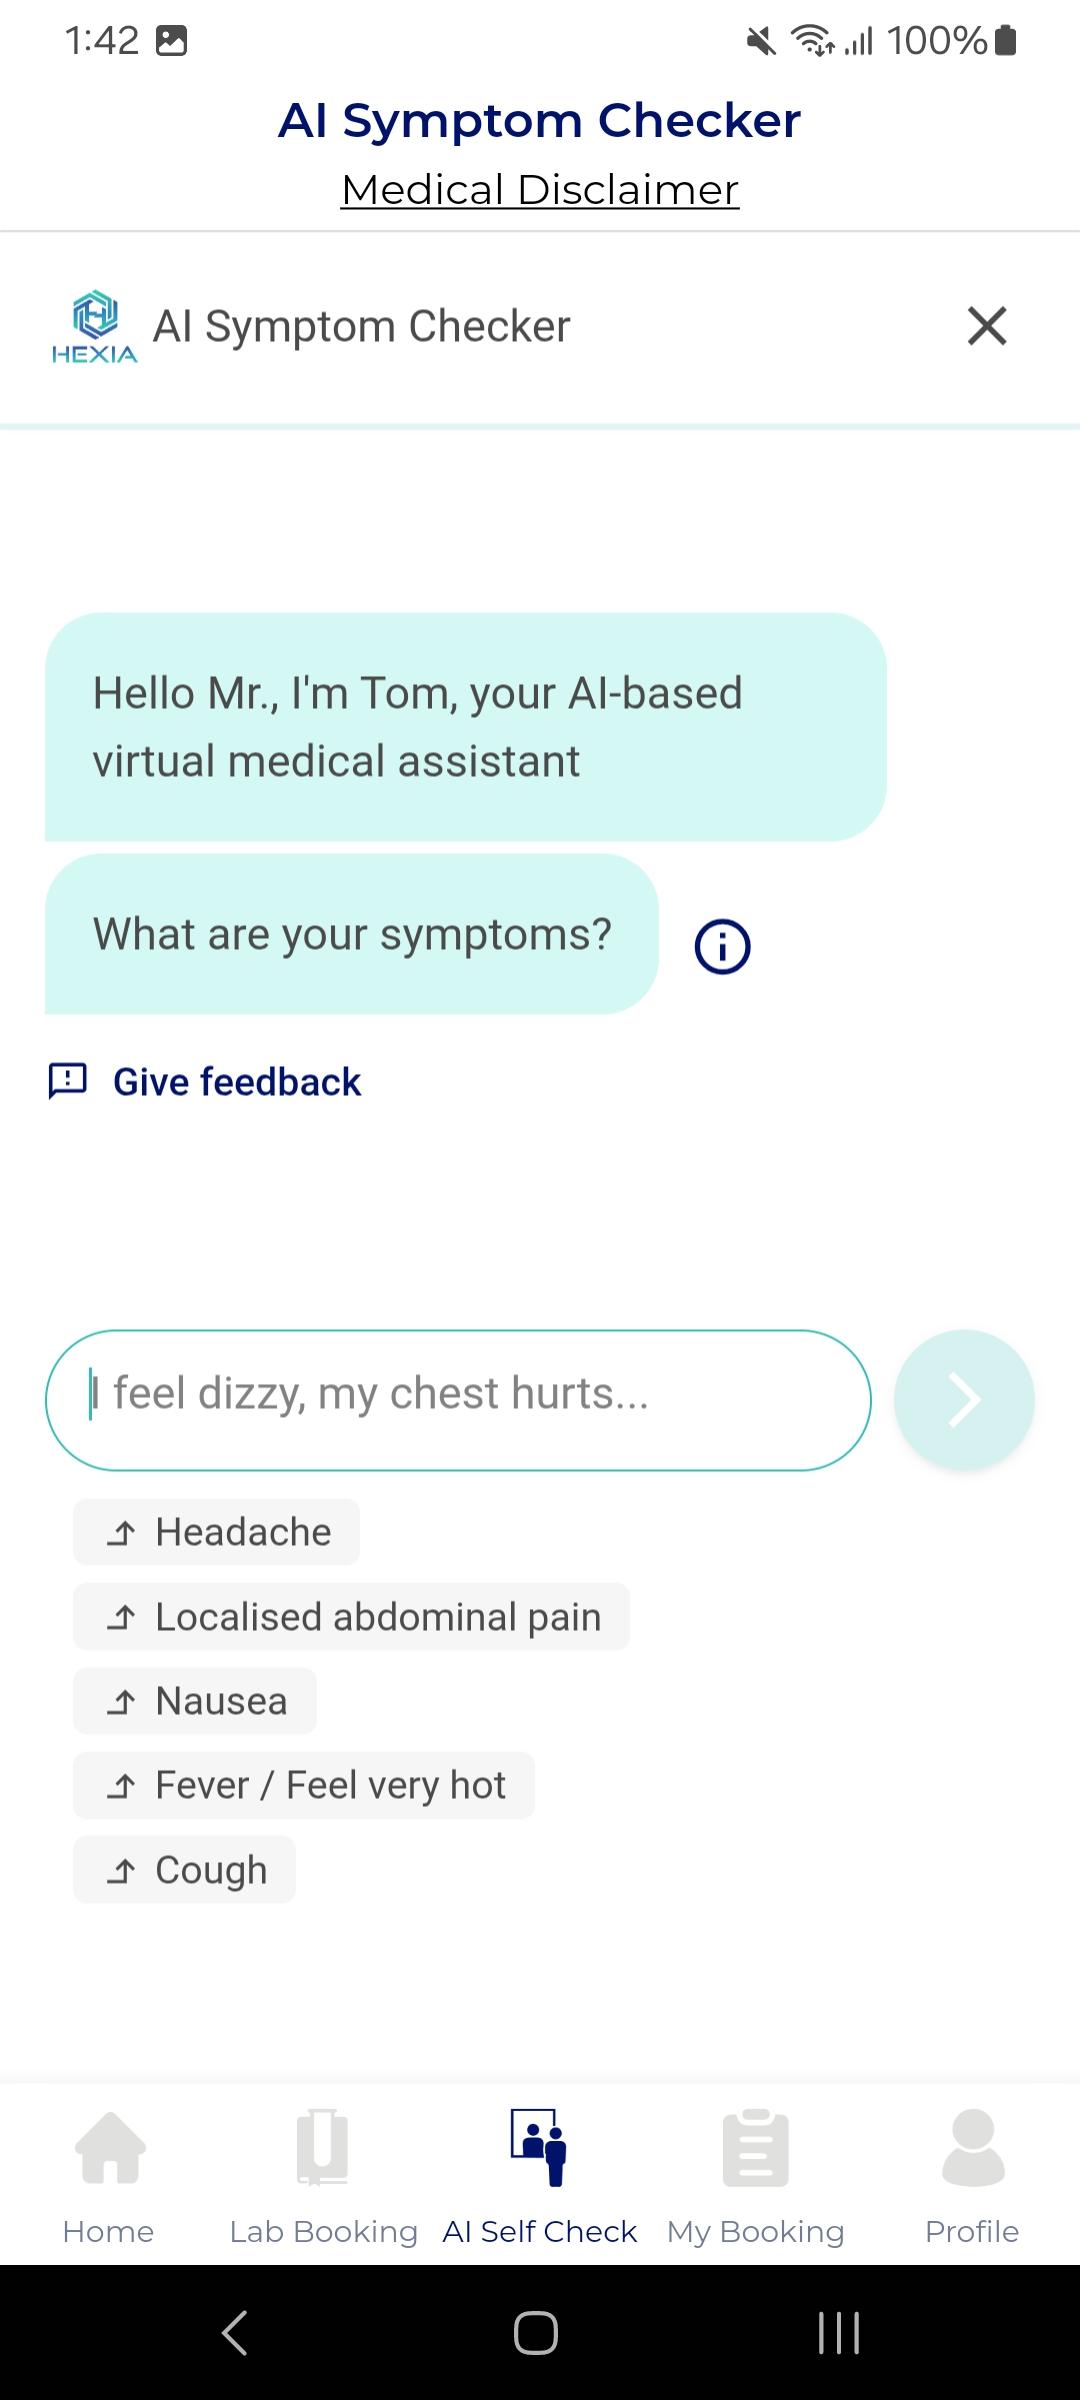 1:42 100%
AI Symptom Checker
Medical Disclaimer
HEXIA AI Symptom Checker
Hello Mr., I'm Tom, your AI-based
virtual medical assistant
What are your symptoms?
Give feedback
I feel dizzy, my chest hurts...
Headache
Localised abdominal pain
Nausea
Fever / Feel very hot
Cough
Home Lab Booking AI Self Check My Booking Profile